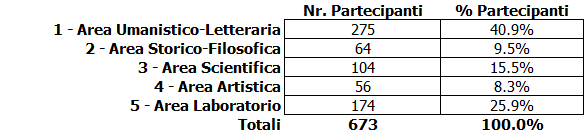 Nr. Partecipanti % Partecipanti
1 - Area Umanistico-Letteraria 275 40.9%
2 - Area Storico-Filosofica 64 9.5%
3 - Area Scientifica 104 15.5%
4 - Area Artistica 56 8.3%
5 - Area Laboratorio 174 25.9%
Totali 673 100.0%